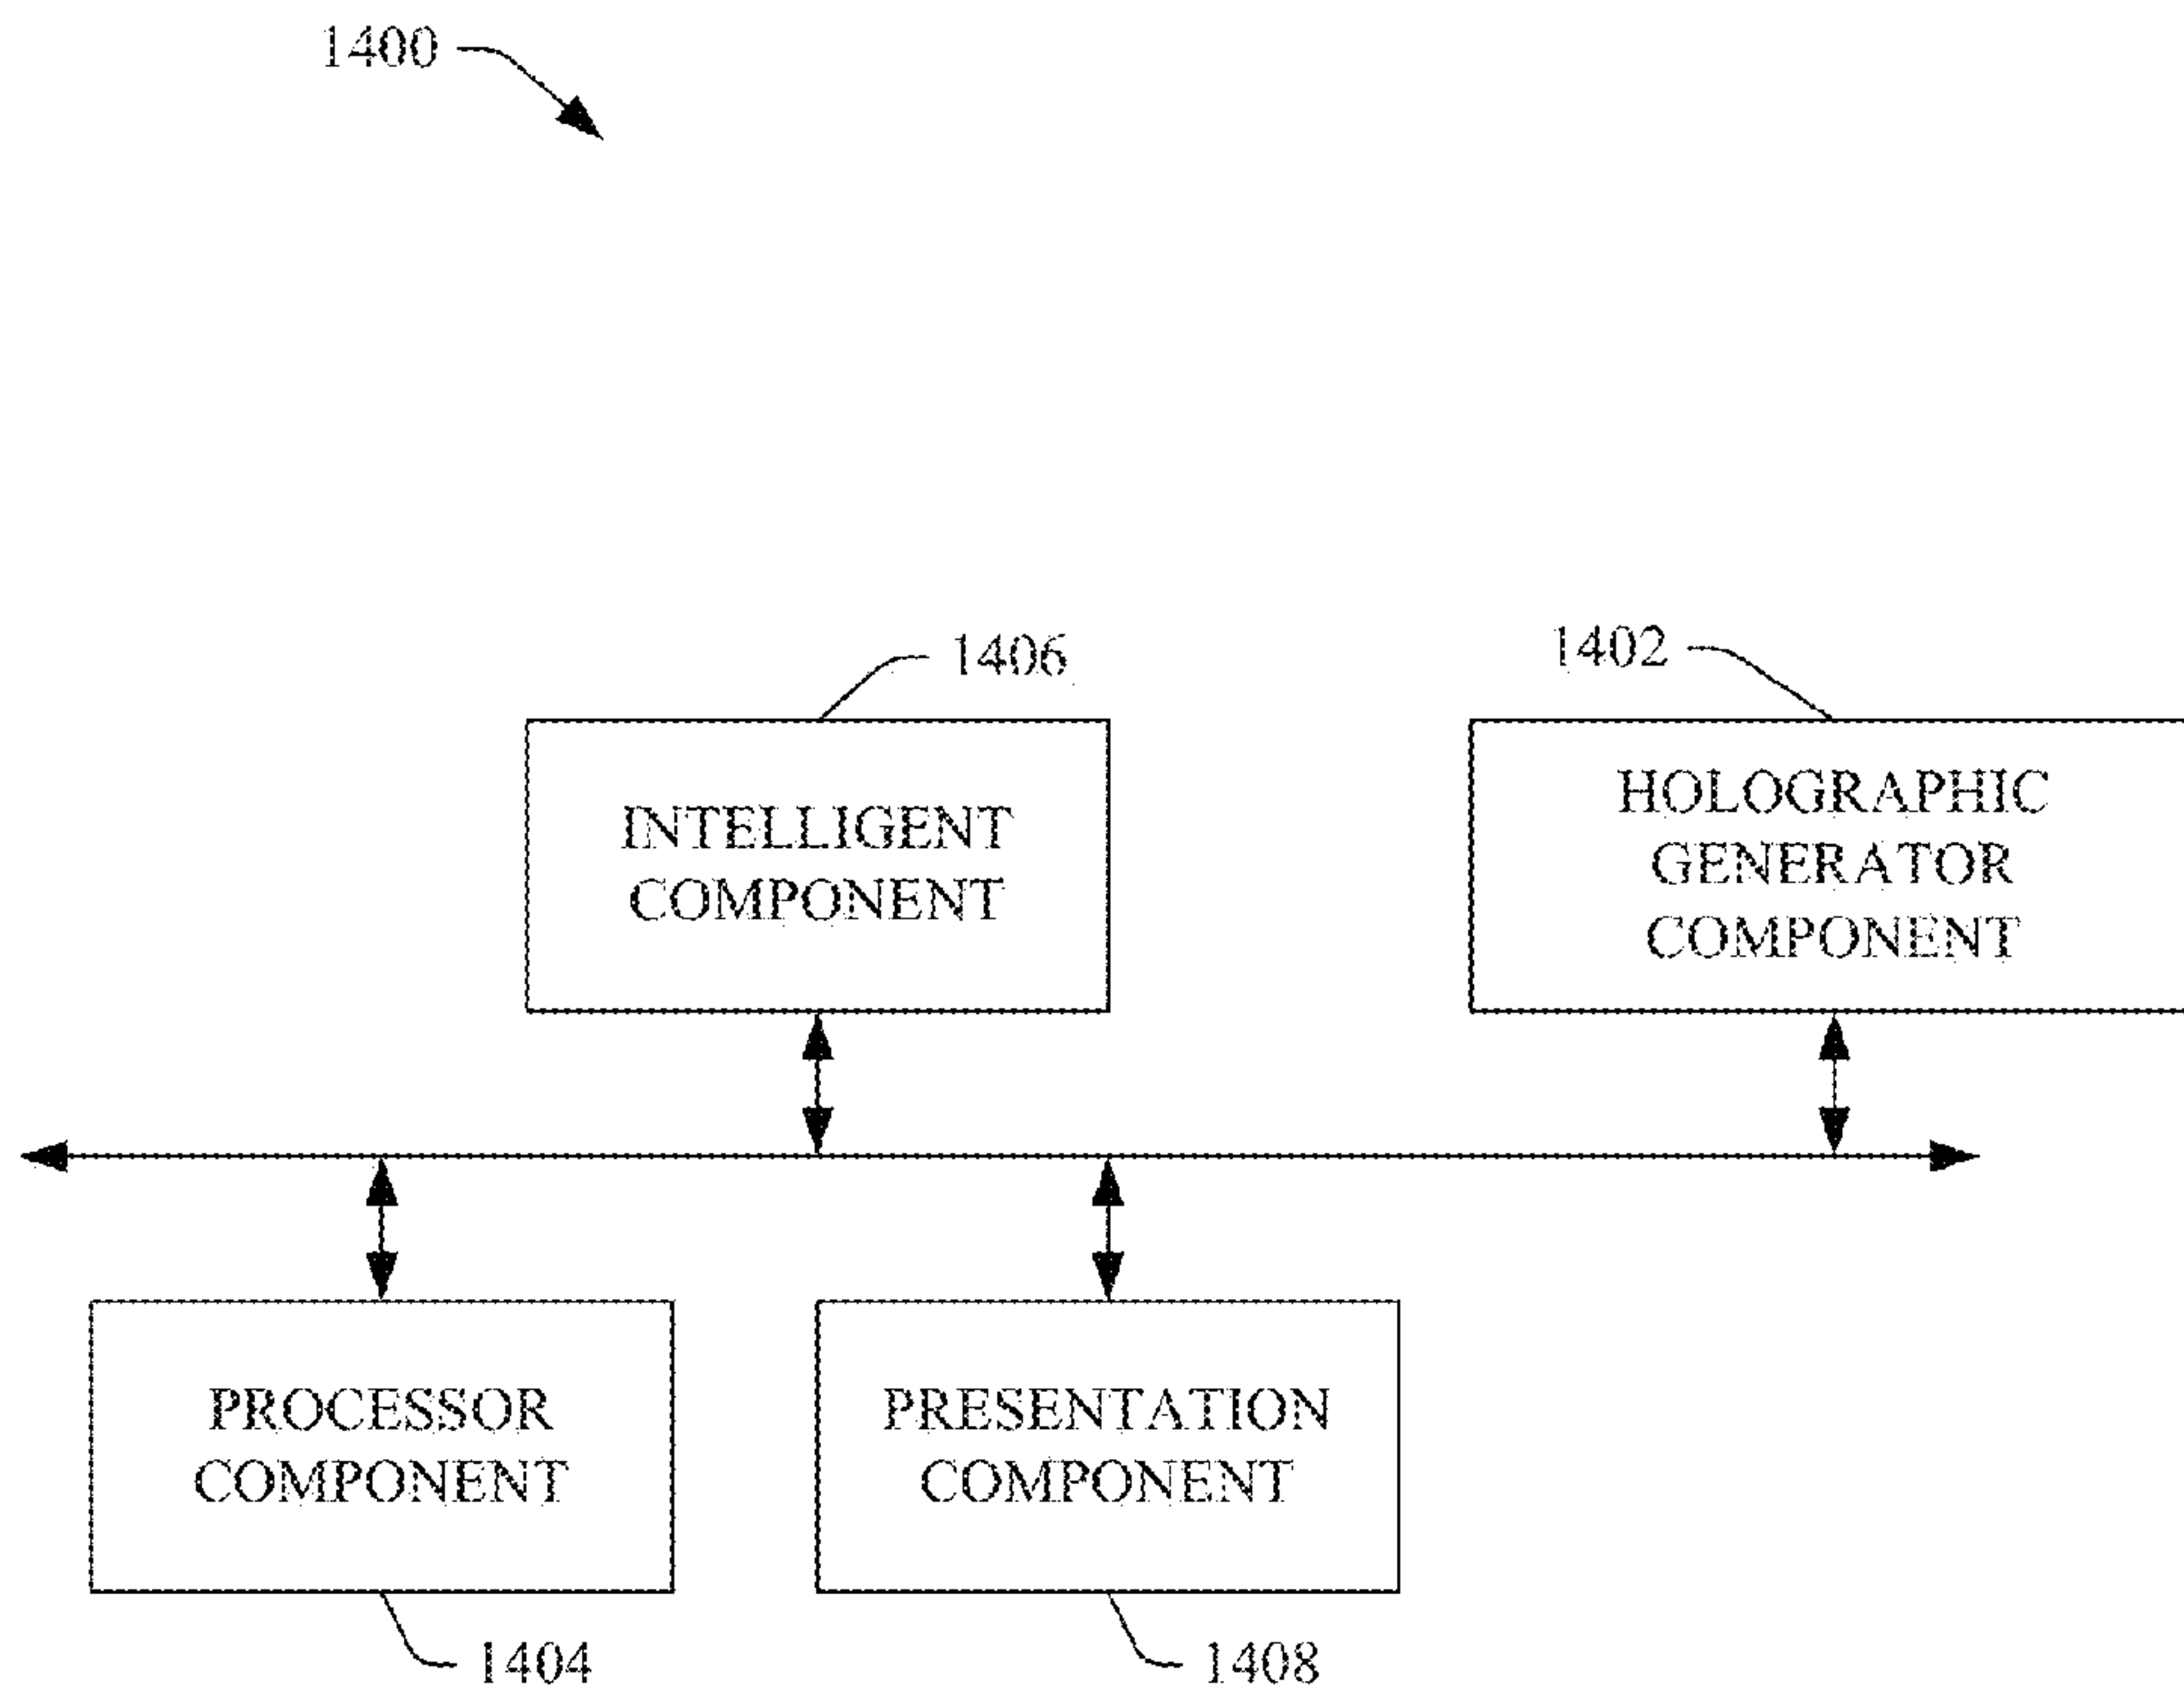 1400
1406
1402
INTELLIGENT
COMPONENT
HOLOGRAPHIC
GENERATOR
COMPONENT
PROCESSOR
COMPONENT
PRESENTATION
COMPONENT
1404
1408